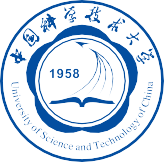 中国科学技术大学
1958
University of Science and Technology of China